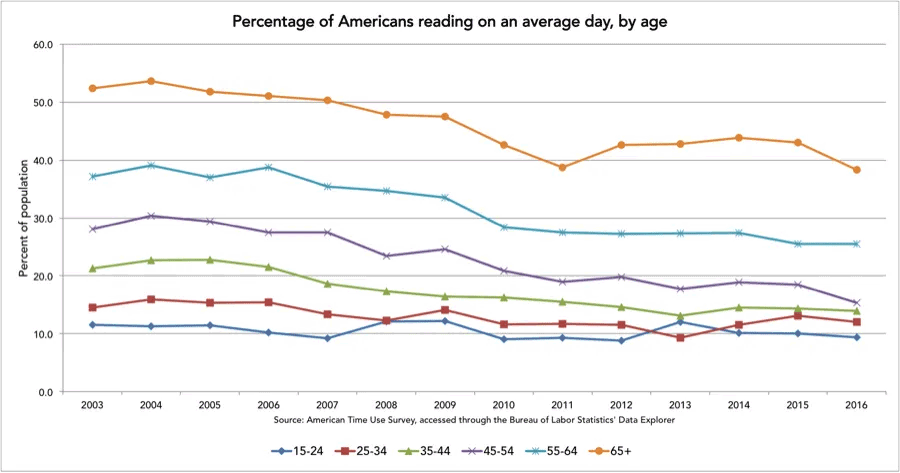 Percentage of Americans reading on an average day, by age
60.0
50.0
40.0
30.0
20.0
10.0
0.0
Percent of population
2003 2004 2005 2006 2007 2008 2009 2010 2011 2012 2013 2014 2015 2016
Source: American Time Use Survey, accessed through the Bureau of Labor Statistics' Data Explorer
15-24 25-34 35-44 45-54 55-64 65+